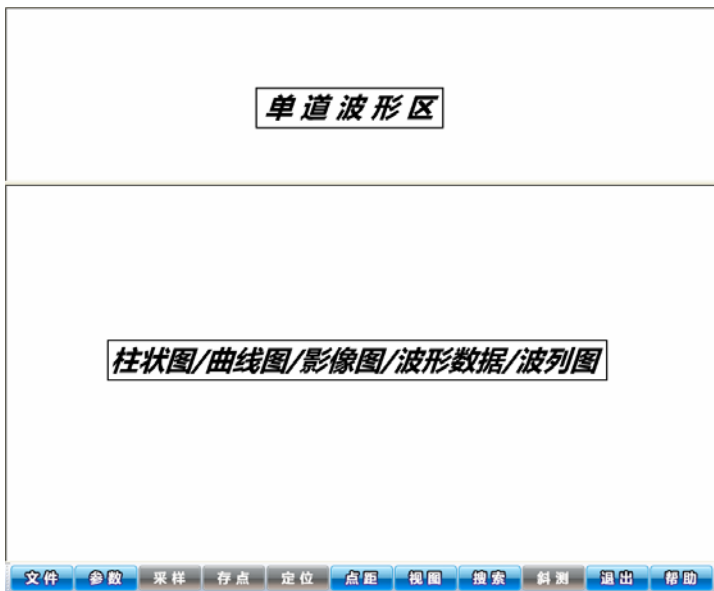 单道波形区
柱状图/曲线图/影像图/波形数据/波列图
文件 参数 采样 存点 定位 点距 视图 搜索 斜测 退出 帮助